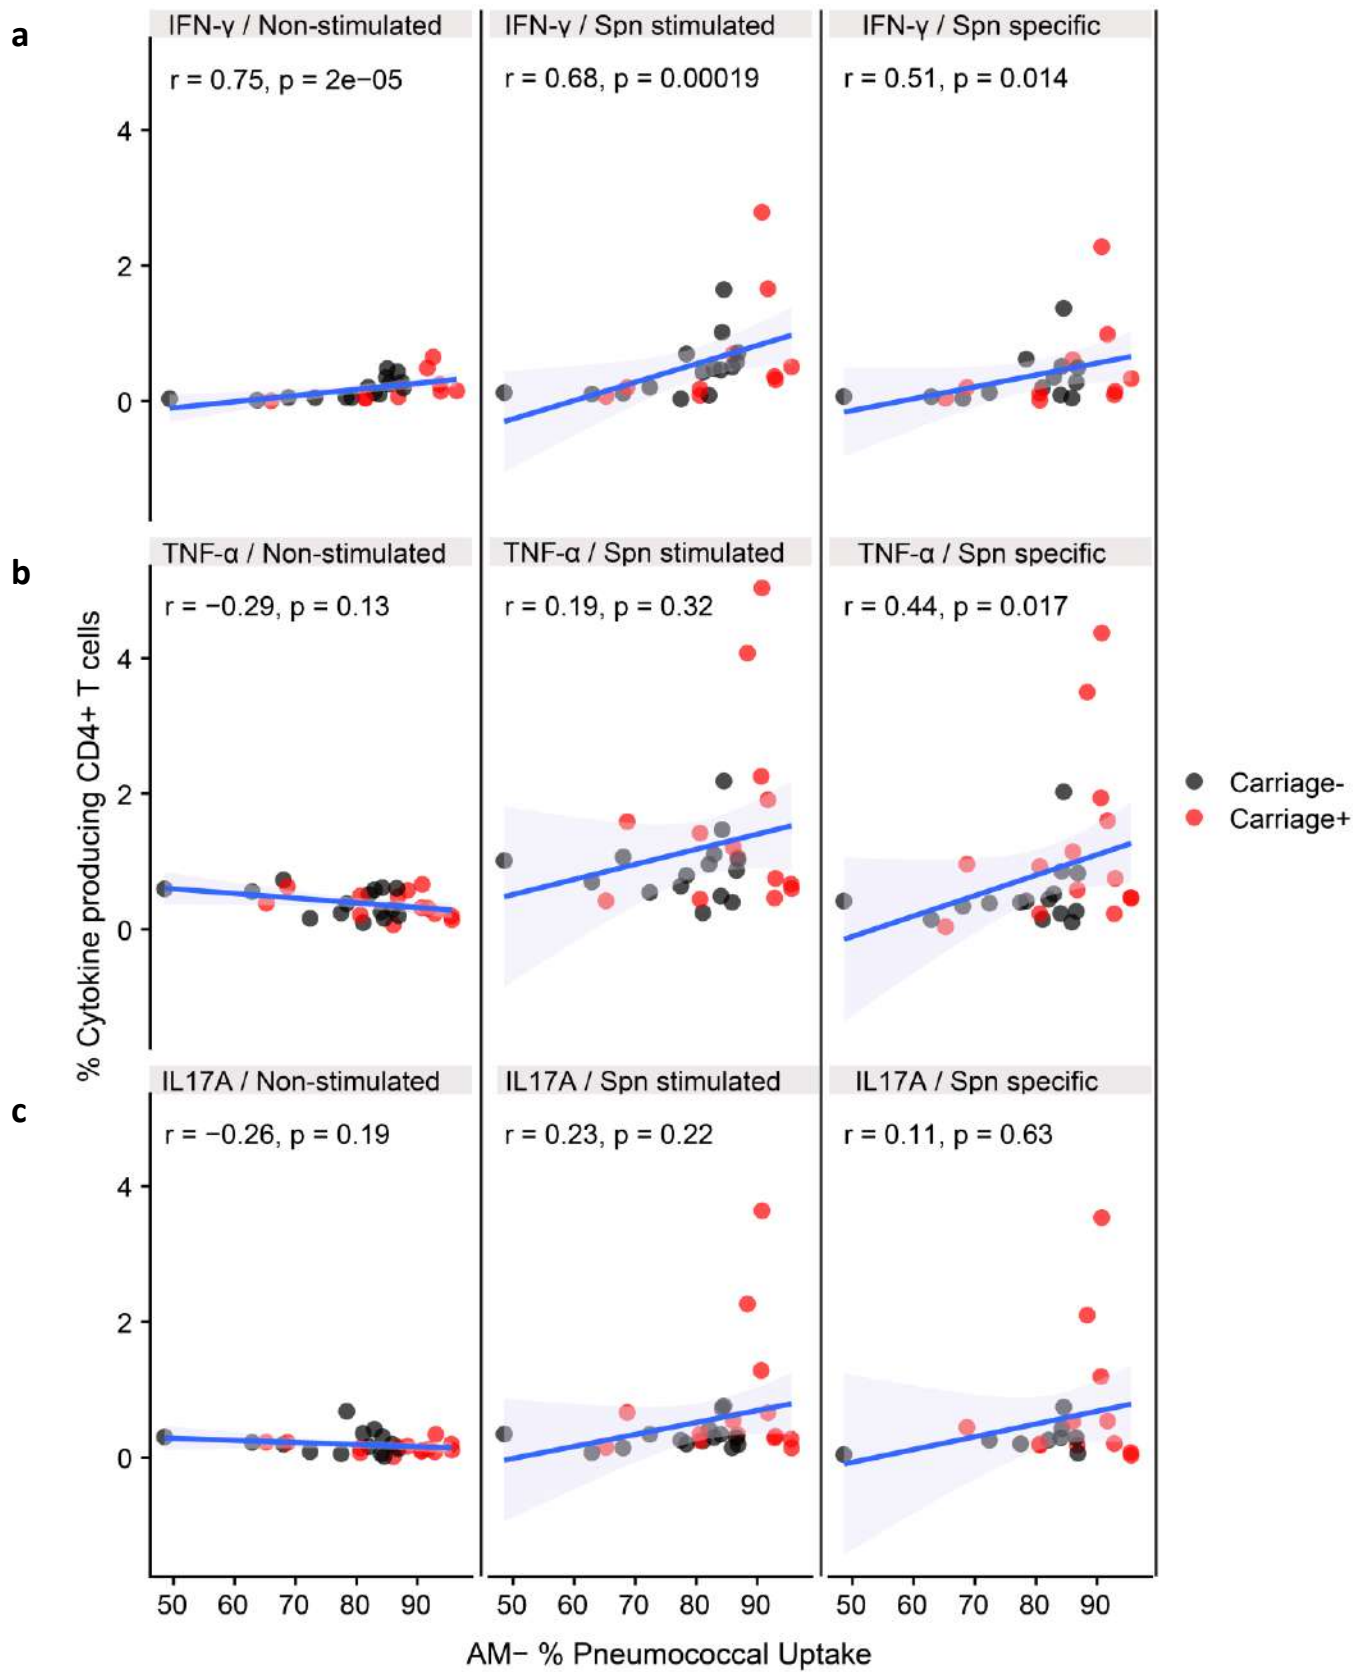 a
IFN-γ / Non-stimulated
IFN-γ / Spn stimulated
IFN-γ / Spn specific
r = 0.75, p = 2e−05
r = 0.68, p = 0.00019
r = 0.51, p = 0.014
4
2
0
b
TNF-α / Non-stimulated
TNF-α / Spn stimulated
TNF-α / Spn specific
r = −0.29, p = 0.13
r = 0.19, p = 0.32
r = 0.44, p = 0.017
4
2
0
% Cytokine producing CD4+ T cells
Carriage-
Carriage+
c
IL17A / Non-stimulated
IL17A / Spn stimulated
IL17A / Spn specific
r = −0.26, p = 0.19
r = 0.23, p = 0.22
r = 0.11, p = 0.63
4
2
0
50 60 70 80 90
50 60 70 80 90
50 60 70 80 90
AM− % Pneumococcal Uptake